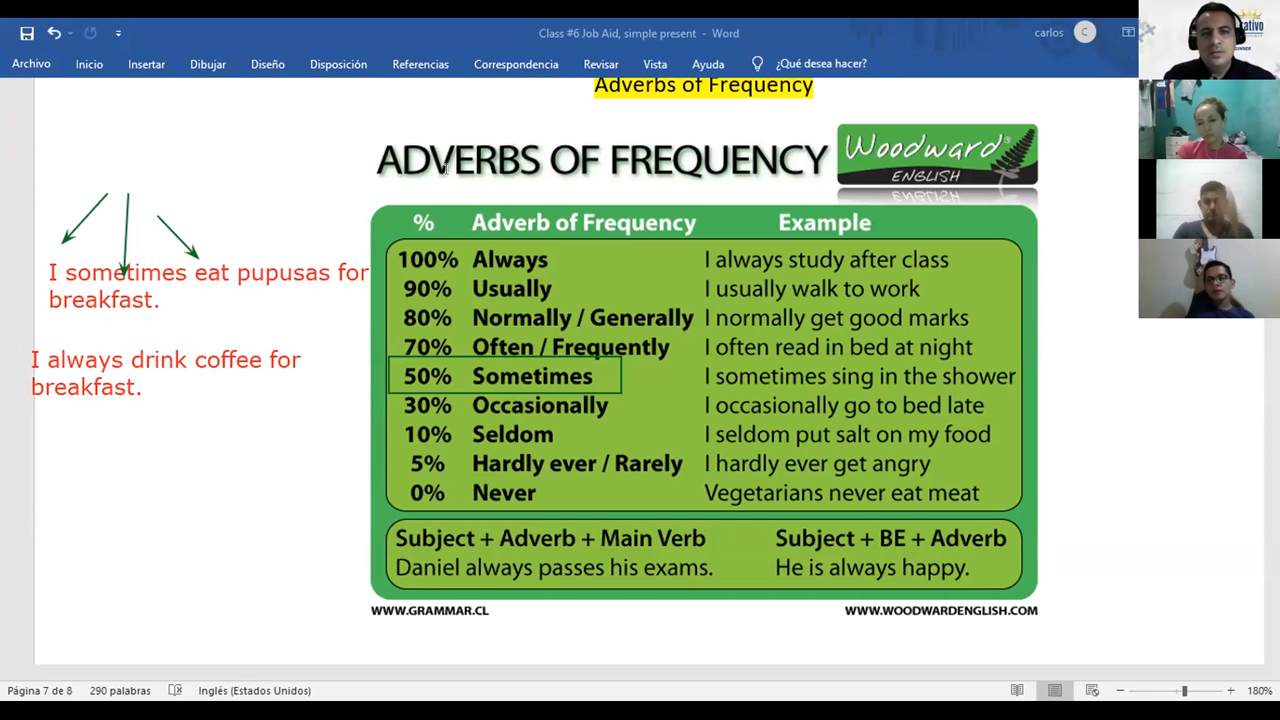 Class #6 Job Aid, simple present - Word
carlos
C
Archivo Inicio Insertar Dibujar Diseño Disposición Referencias Correspondencia Revisar Vista Ayuda ¿Qué desea hacer?
Adverbs of Frequency
ADVERBS OF FREQUENCY
Woodward
ENGLISH
% Adverb of Frequency Example
100% Always I always study after class
90% Usually I usually walk to work
80% Normally / Generally I normally get good marks
70% Often / Frequently I often read in bed at night
50% Sometimes I sometimes sing in the shower
30% Occasionally I occasionally go to bed late
10% Seldom I seldom put salt on my food
5% Hardly ever / Rarely I hardly ever get angry
0% Never Vegetarians never eat meat
Subject + Adverb + Main Verb Subject + BE + Adverb
Daniel always passes his exams. He is always happy.
WWW.GRAMMAR.CL WWW.WOODWARDENGLISH.COM
I sometimes eat pupusas for
breakfast.
I always drink coffee for
breakfast.
Página 7 de 8 290 palabras Inglés (Estados Unidos) 180%